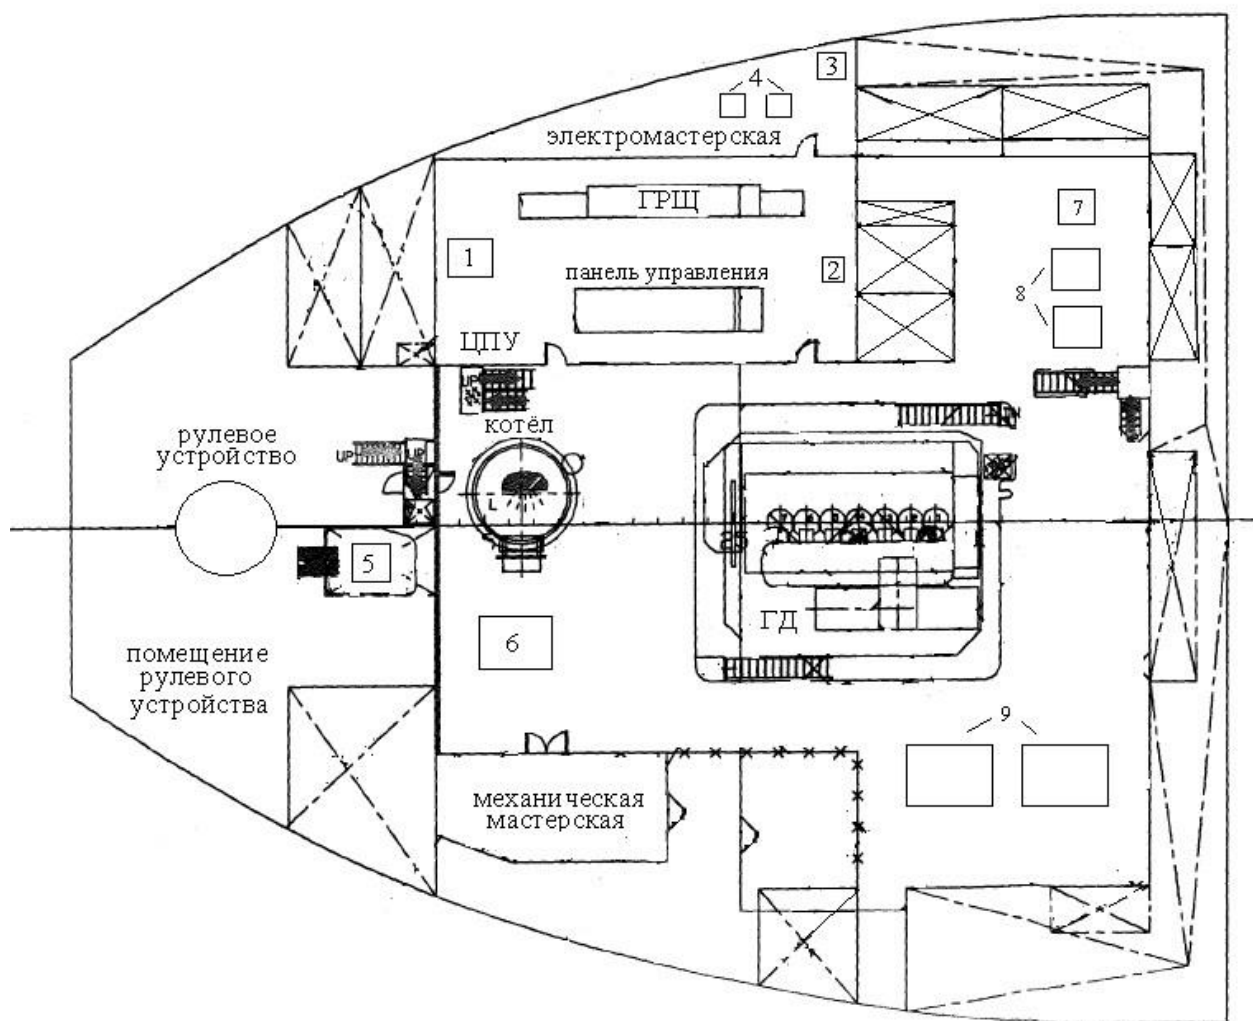 3
4
электромастерская
ГРЩ
7
1
панель управления
2
8
ЦПУ
UP
котёл
рулевое
устройство
UP
UP
L
5
ГД
6
помещение
рулевого
устройства
9
механическая
мастерская